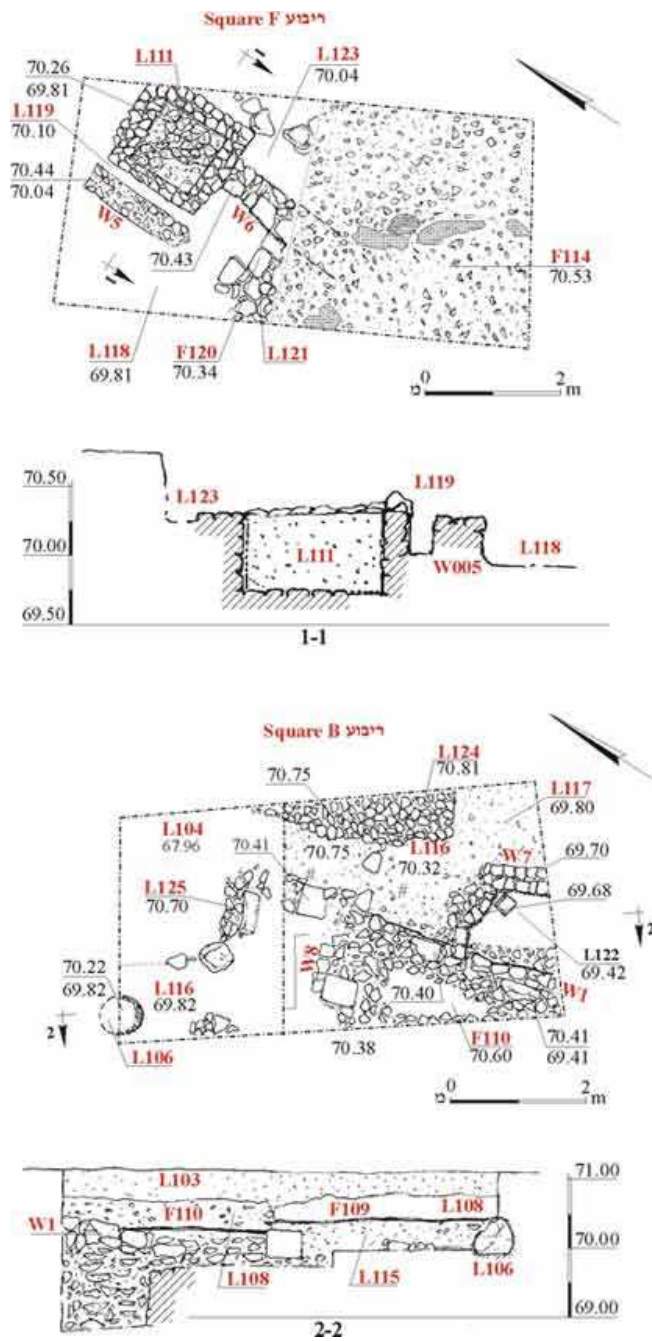 Square F ריבוע
L111
L123
70.26
69.81
70.04
L119
70.10
70.44
70.04
W5
W6
70.43
F114
70.53
L118
69.81
F120
70.34
L121
1
1
0 2
מ m
70.50
L123
L119
L111
70.00
W005
L118
69.50
1-1
Square B ריבוע
L124
70.75
70.81
L117
69.80
L104
67.96
70.41
70.75
L116
70.32
W7
69.70
L125
70.70
#
#
69.68
2
70.22
69.82
L116
69.82
W8
70.40
L122
69.42
W1
2
L106
70.38
F110
70.60
70.41
69.41
0 2
מ m
L103
71.00
W1
F110
F109
L108
70.00
L108
L115
L106
69.00
2-2